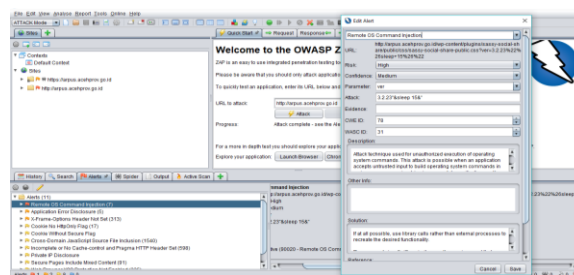 File Edit View Analyse Report Tools Online Help
ATTACK Mode
Sites
Quick Start
Request
Response
Contexts
Default Context
Sites
https://arpus.acehprov.go.id
http://arpus.acehprov.go.id
Welcome to the OWASP Z
ZAP is an easy to use integrated penetration testing to
Please be aware that you should only attack applicatio
To quickly test an application, enter its URL below and
URL to attack:
http://arpus.acehprov.go.id
Attack
Progress:
Attack complete - see the Ale
For a more in depth test you should explore your applic
Explore your application:
Launch Browser
History
Search
Alerts
Spider
Output
Active Scan
Alerts (11)
Remote OS Command Injection (7)
Application Error Disclosure (5)
X-Frame-Options Header Not Set (313)
Cookie No HttpOnly Flag (17)
Cookie Without Secure Flag
Cross-Domain JavaScript Source File Inclusion (1540)
Incomplete or No Cache-control and Pragma HTTP Header Set (598)
Private IP Disclosure
Secure Pages Include Mixed Content (91)
Edit Alert
Remote OS Command Injection
URL:
Risk:
High
Confidence:
Medium
Parameter:
ver
Attack:
3.2.23"&sleep 15&"
Evidence:
CWE ID:
78
WASC ID:
31
Description:
Attack technique used for unauthorized execution of operating
system commands. This attack is possible when an application
accepts untrusted input to build operating system commands in
Other Info:
Solution:
If at all possible, use library calls rather than external processes to
recreate the desired functionality.
Reference:
Cancel
Save